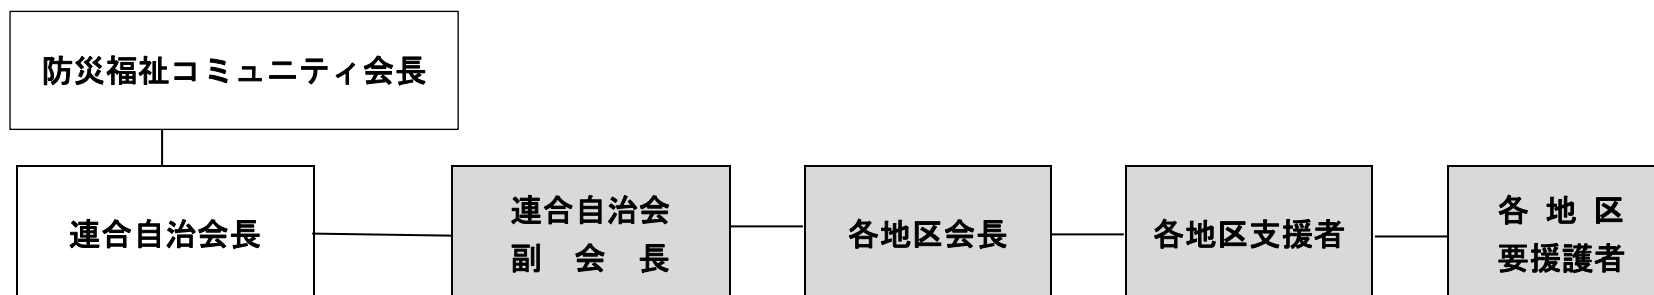 防災福祉コミュニティ会長
連合自治会長
連合自治会
副　会　長
各地区会長
各地区支援者
各 地 区
要援護者